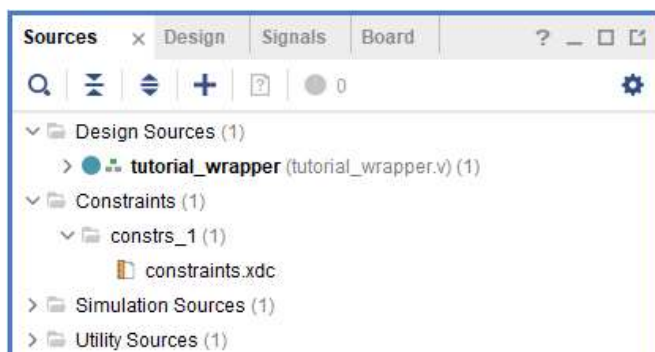 Sources × Design Signals Board ? _
0
Design Sources (1)
tutorial_wrapper (tutorial_wrapper.v) (1)
Constraints (1)
constrs_1 (1)
constraints.xdc
Simulation Sources (1)
Utility Sources (1)